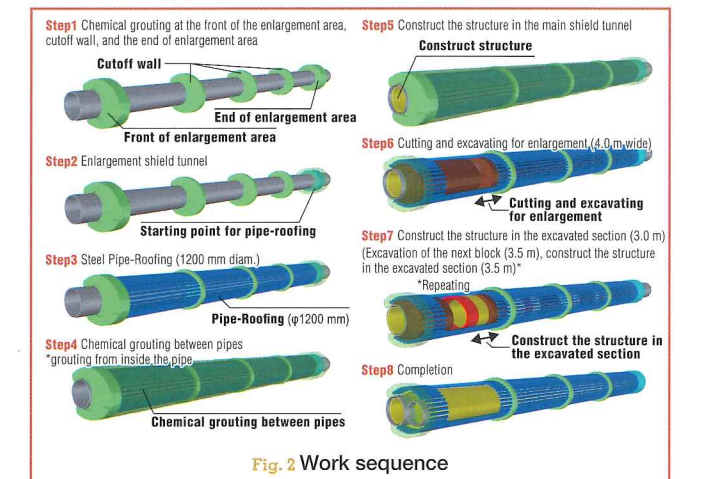 Step1 Chemical grouting at the front of the enlargement area,
cutoff wall, and the end of enlargement area
Cutoff wall
End of enlargement area
Front of enlargement area
Step2 Enlargement shield tunnel
Starting point for pipe-roofing
Step3 Steel Pipe-Roofing (1200 mm diam.)
Pipe-Roofing (φ1200 mm)
Step4 Chemical grouting between pipes
*grouting from inside the pipe
Chemical grouting between pipes
Step5 Construct the structure in the main shield tunnel
Construct structure
Step6 Cutting and excavating for enlargement (4.0 m wide)
Cutting and excavating
for enlargement
Step7 Construct the structure in the excavated section (3.0 m)
(Excavation of the next block (3.5 m), construct the structure
in the excavated section (3.5 m)*
*Repeating
Construct the structure in
the excavated section
Step8 Completion
Fig. 2 Work sequence